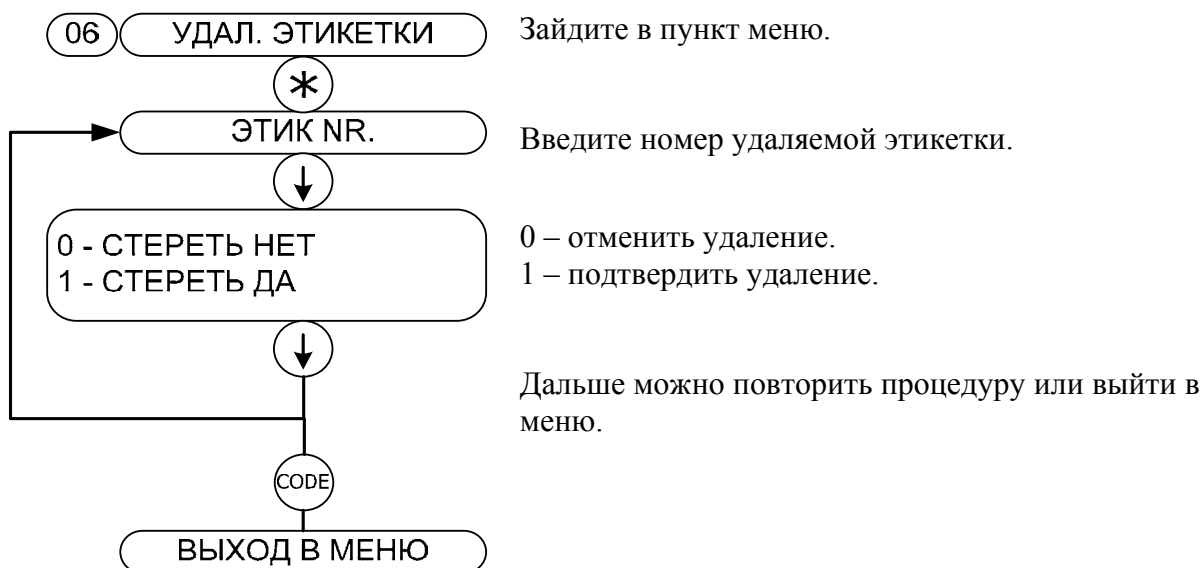 06 УДАЛ. ЭТИКЕТКИ
Зайдите в пункт меню.
*
ЭТИК NR.
Введите номер удаляемой этикетки.
↓
0 - СТЕРЕТЬ НЕТ
1 - СТЕРЕТЬ ДА
0 – отменить удаление.
1 – подтвердить удаление.
↓
Дальше можно повторить процедуру или выйти в
меню.
CODE
ВЫХОД В МЕНЮ